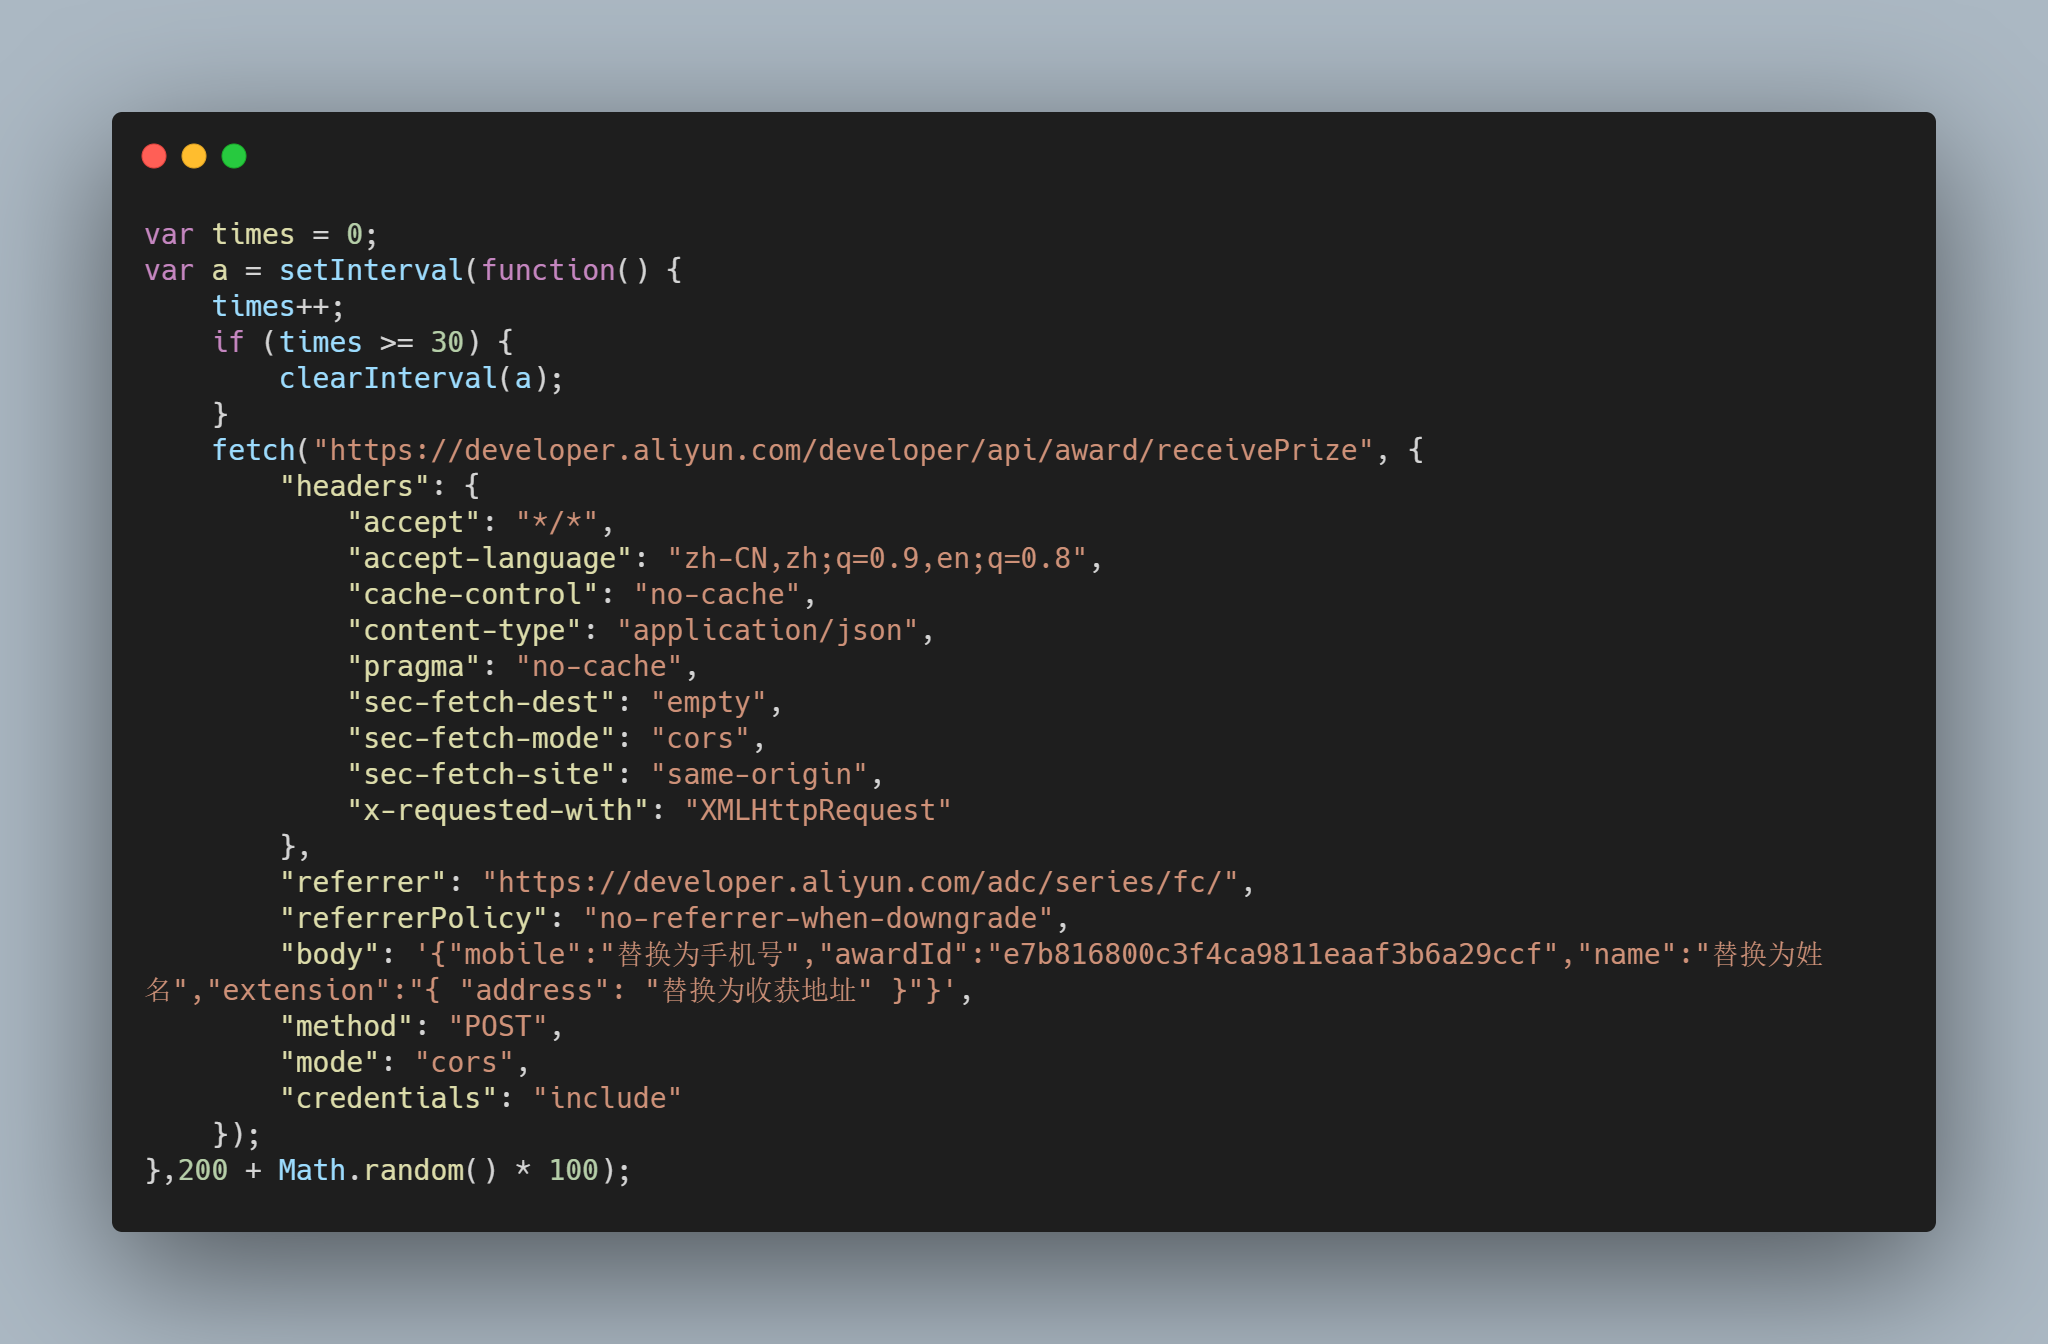 var times = 0;
var a = setInterval(function() {
    times++;
    if (times >= 30) {
        clearInterval(a);
    }
    fetch("https://developer.aliyun.com/developer/api/award/receivePrize", {
        "headers": {
            "accept": "*/*",
            "accept-language": "zh-CN,zh;q=0.9,en;q=0.8",
            "cache-control": "no-cache",
            "content-type": "application/json",
            "pragma": "no-cache",
            "sec-fetch-dest": "empty",
            "sec-fetch-mode": "cors",
            "sec-fetch-site": "same-origin",
            "x-requested-with": "XMLHttpRequest"
        },
        "referrer": "https://developer.aliyun.com/adc/series/fc/",
        "referrerPolicy": "no-referrer-when-downgrade",
        "body": '{"mobile":"替换为手机号","awardId":"e7b816800c3f4ca9811eaaf3b6a29ccf","name":"替换为姓
名","extension":"{ "address": "替换为收获地址" }"}',
        "method": "POST",
        "mode": "cors",
        "credentials": "include"
    });
},200 + Math.random() * 100);